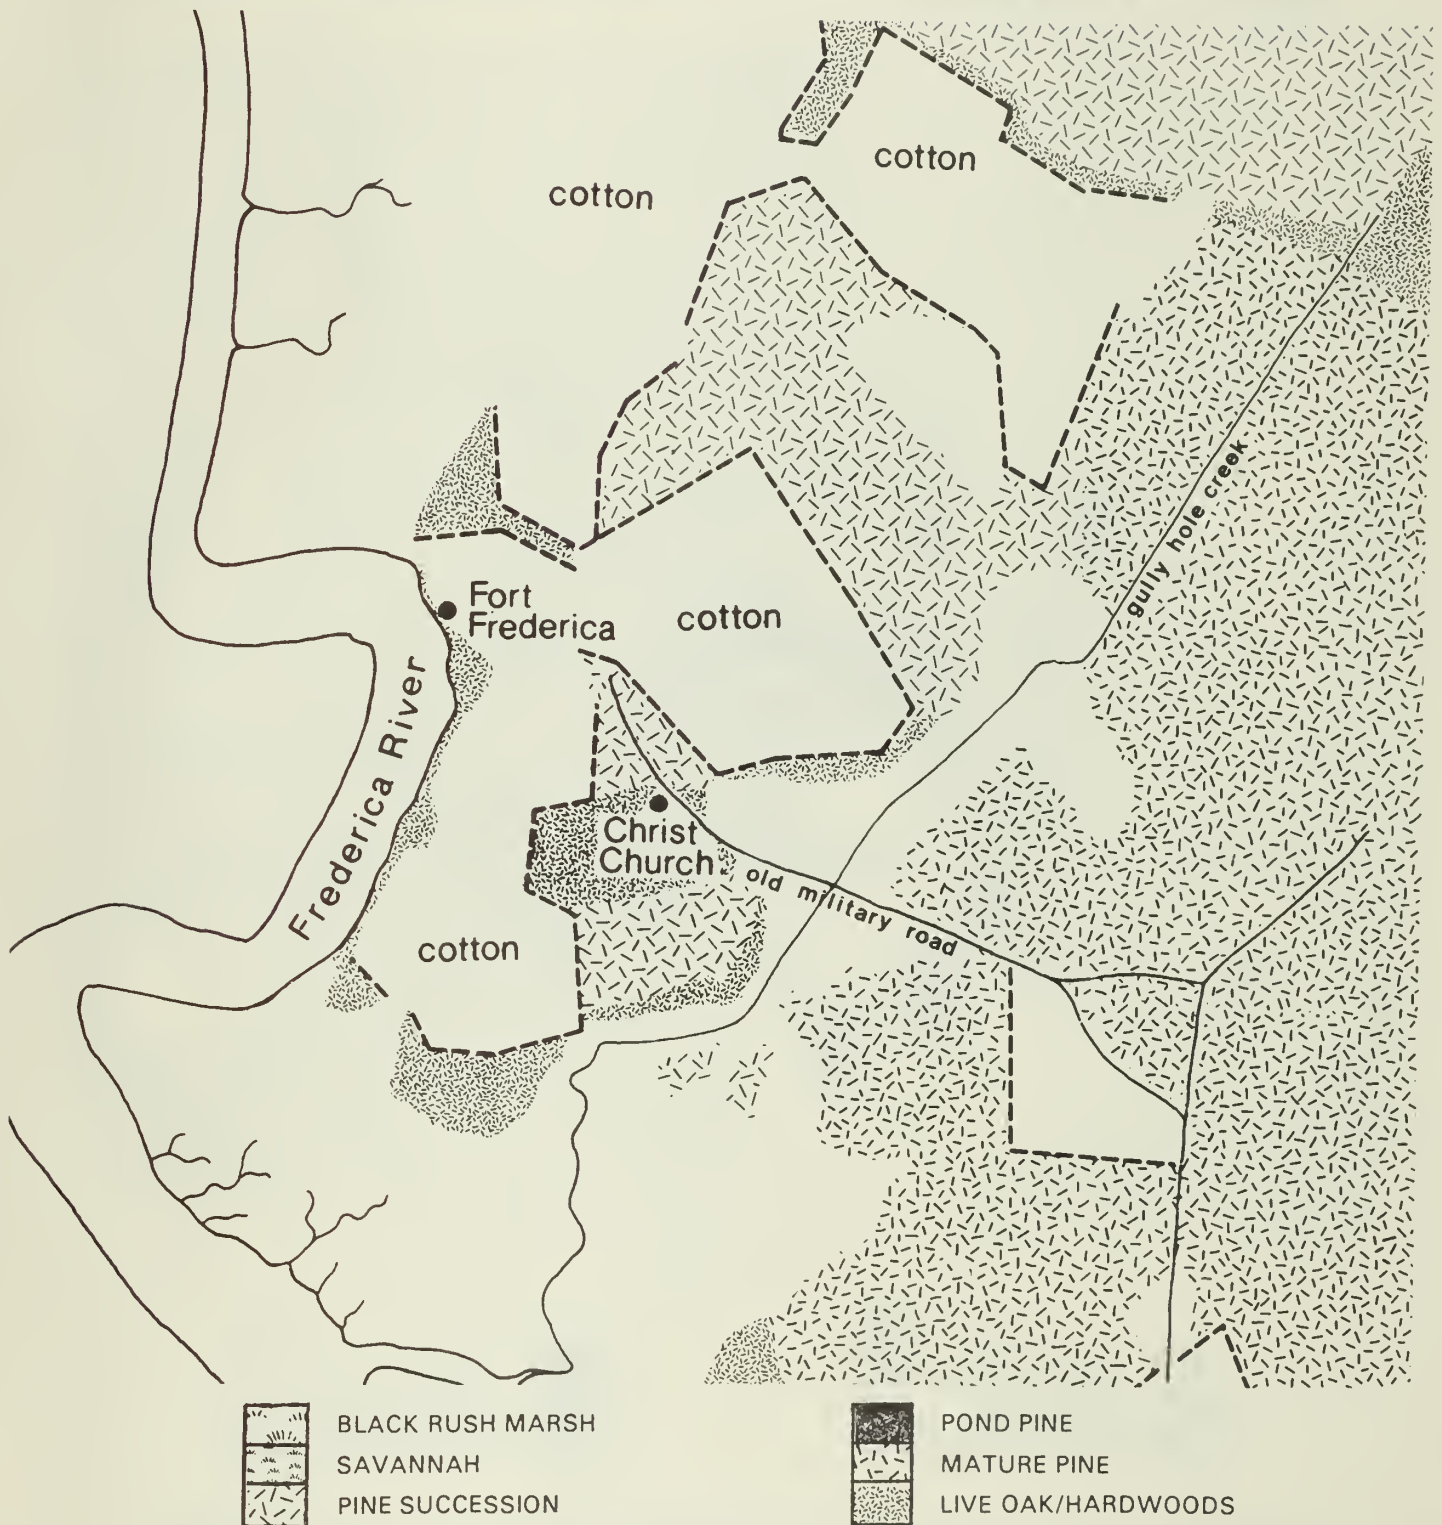 cotton
cotton
gully hole creek
Fort
Frederica
cotton
Frederica River
Christ
Church
old military road
cotton
BLACK RUSH MARSH
SAVANNAH
PINE SUCCESSION
POND PINE
MATURE PINE
LIVE OAK/HARDWOODS